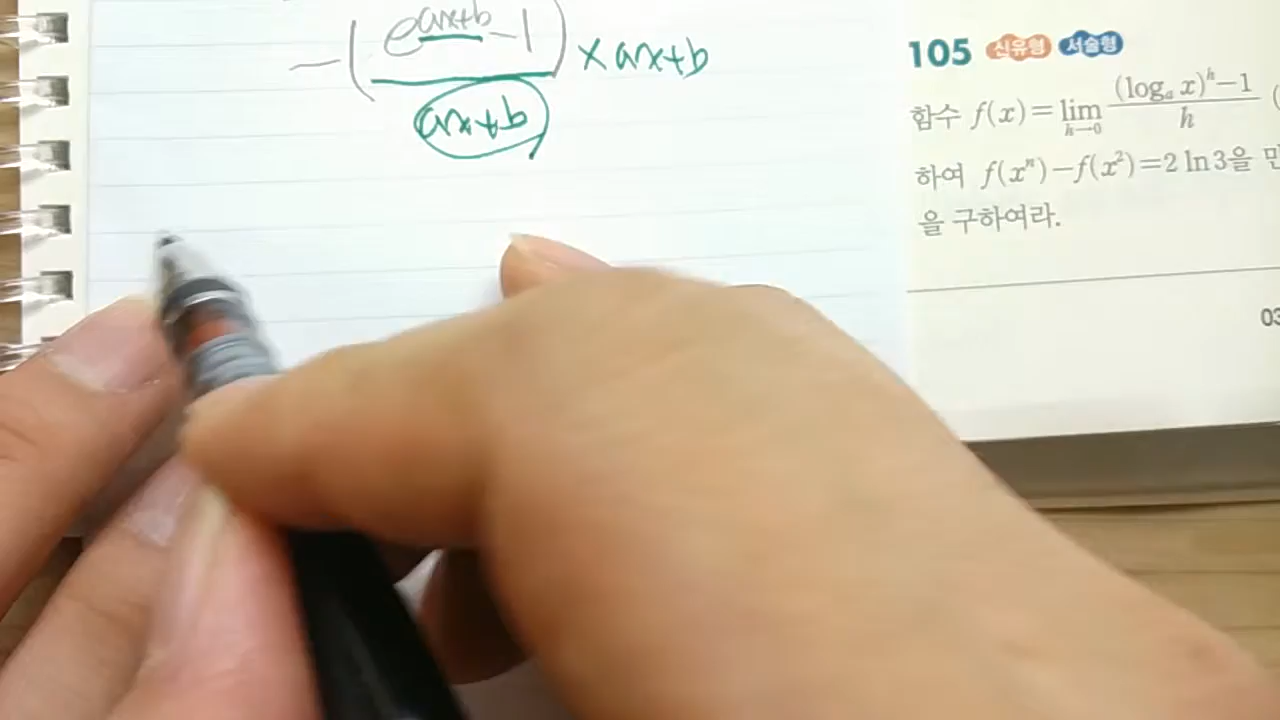 -(e^{ax+b}-1)/(ax+b) × ax+b
105 신유형 서술형
함수 f(x)=lim_{h→0} ((log_a x)^h-1)/h (
하여 f(x^n)-f(x^2)=2 ln 3을 만
을 구하여라.
03